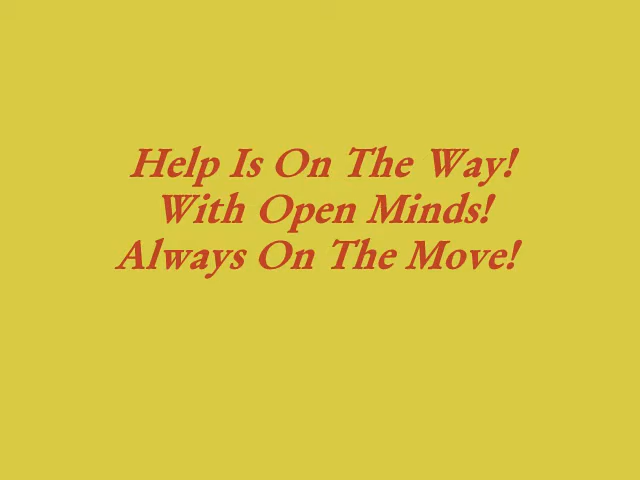 Help Is On The Way!
With Open Minds!
Always On The Move!